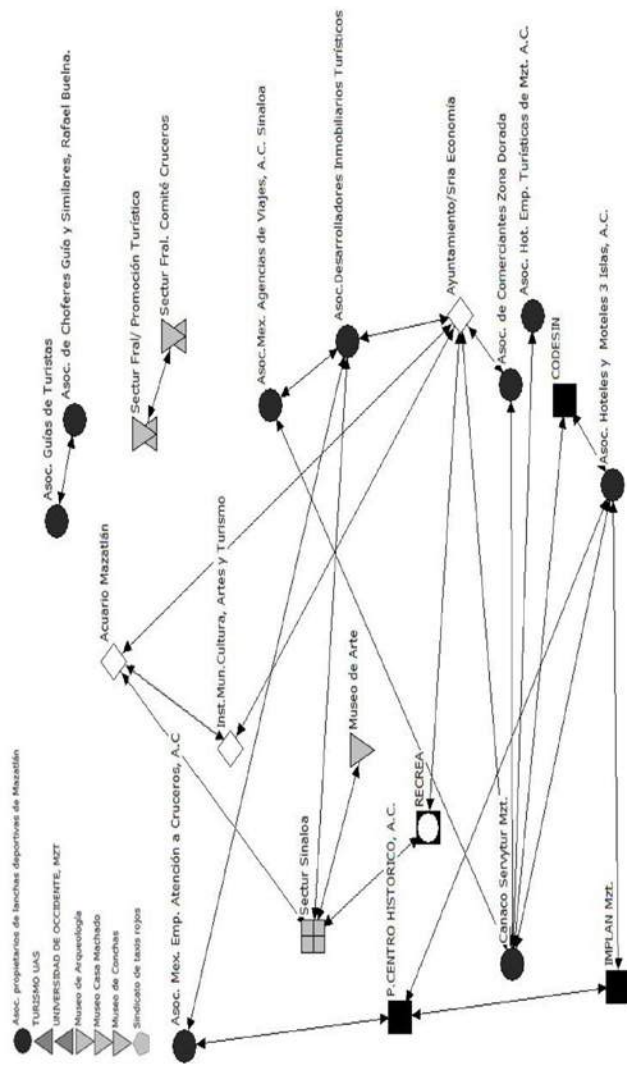 Asoc. propietarios de lanchas deportivas de Mazatlán
TURISMO UAS
UNIVERSIDAD DE OCCIDENTE, MZT
Museo de Arqueología
Museo Casa Machado
Museo de Conchas
Sindicato de taxis rojos
Asoc. Guías de Turistas
Asoc. de Choferes Guía y Similares, Rafael Buelna.
Acuario Mazatlán
Sectur Fral/ Promoción Turística
Sectur Fral. Comité Cruceros
Asoc. Mex. Emp. Atención a Cruceros, A.C
Inst.Mun.Cultura, Artes y Turismo
Asoc.Mex. Agencias de Viajes, A.C. Sinaloa
Sectur Sinaloa
Museo de Arte
Asoc.Desarrolladores Inmobiliarios Turísticos
P.CENTRO HISTORICO, A.C.
RECREA
Ayuntamiento/Sria Economía
Canaco Servytur Mzt.
Asoc. de Comerciantes Zona Dorada
Asoc. Hot. Emp. Turísticas de Mzt. A.C.
CODESIN
IMPLAN Mzt.
Asoc. Hoteles y Moteles 3 Islas, A.C.